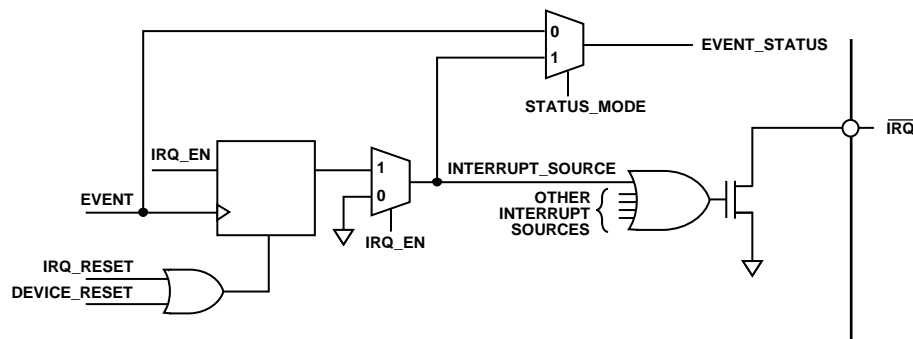 0
EVENT_STATUS
1
STATUS_MODE
IRQ
IRQ_EN
1
INTERRUPT_SOURCE
EVENT
0
OTHER
INTERRUPT
SOURCES
IRQ_EN
IRQ_RESET
DEVICE_RESET